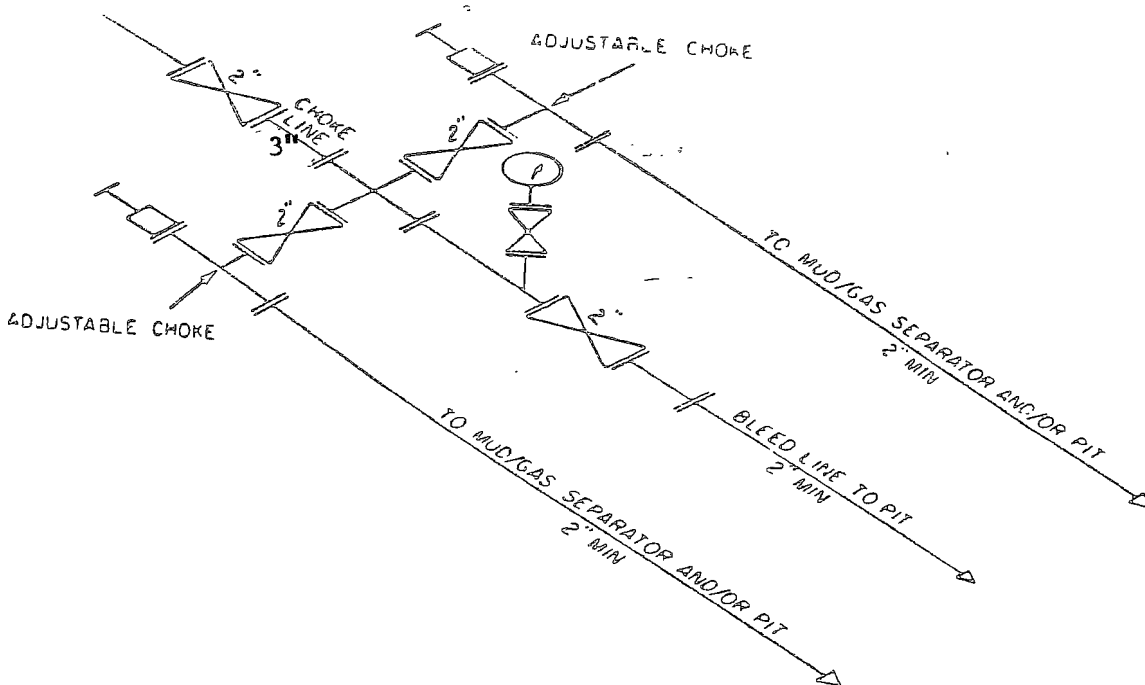 ADJUSTABLE CHOKE
2"
CHOKE
LINE
3"
2"
2"
ADJUSTABLE CHOKE
2"
TO MUD/GAS SEPARATOR AND/OR PIT
2" MIN
BLEED LINE TO PIT
2" MIN
TO MUD/GAS SEPARATOR AND/OR PIT
2" MIN